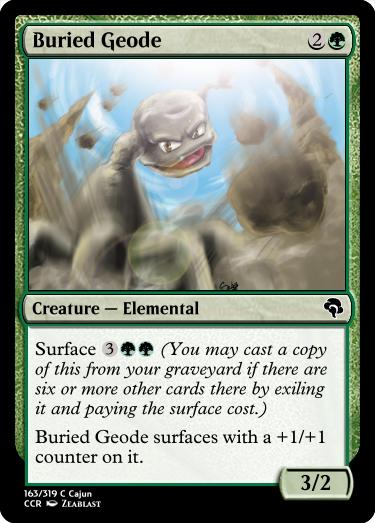 Buried Geode 2
Creature — Elemental
Surface 3 (You may cast a copy
of this from your graveyard if there are
six or more other cards there by exiling
it and paying the surface cost.)
Buried Geode surfaces with a +1/+1
counter on it.
3/2
163/319 C Cajun
CCR Zeablast